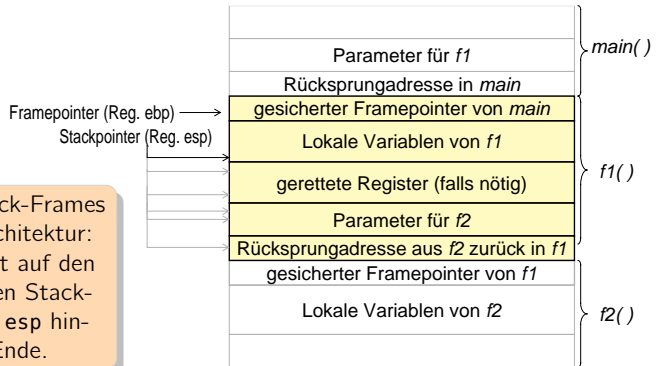 Parameter für f1
main( )
Rücksprungadresse in main
Framepointer (Reg. ebp)
gesicherter Framepointer von main
Stackpointer (Reg. esp)
Lokale Variablen von f1
gerettete Register (falls nötig)
f1( )
Parameter für f2
Rücksprungadresse aus f2 zurück in f1
gesicherter Framepointer von f1
Lokale Variablen von f2
f2( )
ck-Frames
chitektur:
t auf den
en Stack-
esp hin-
Ende.